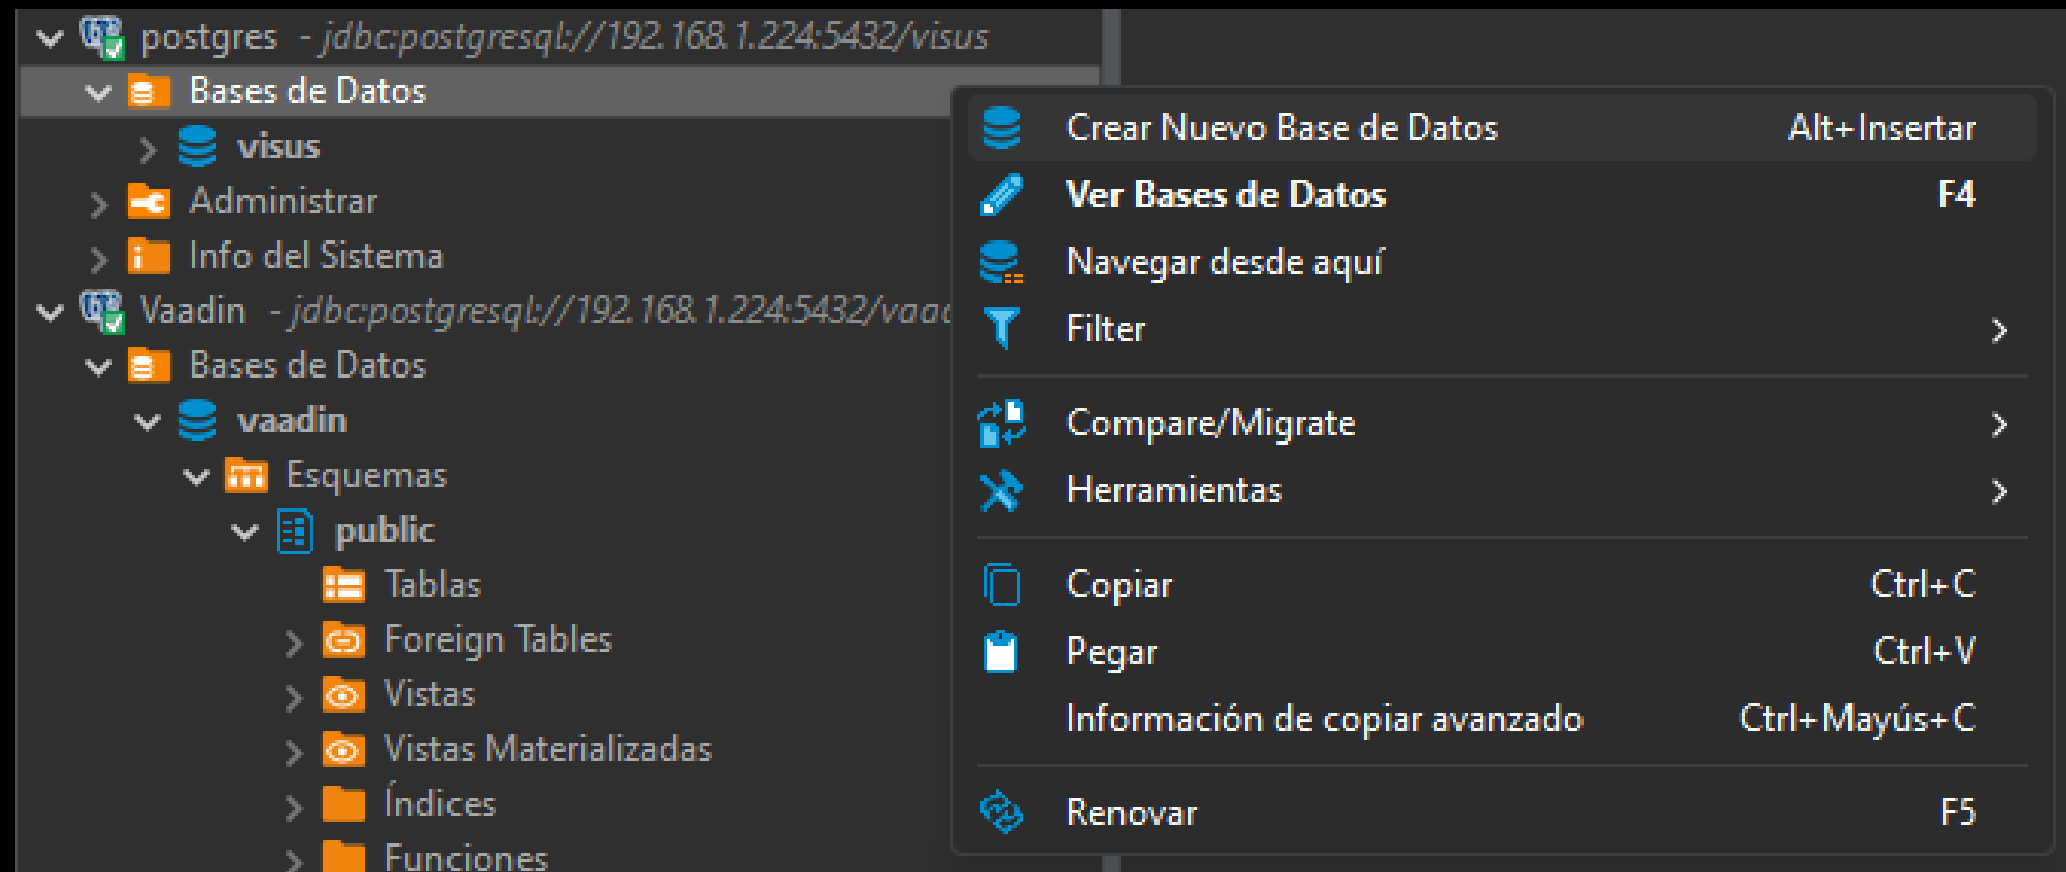 postgres - jdbc:postgresql://192.168.1.224:5432/visus
Bases de Datos
visus
Administrar
Info del Sistema
Vaadin - jdbc:postgresql://192.168.1.224:5432/vaad
Bases de Datos
vaadin
Esquemas
public
Tablas
Foreign Tables
Vistas
Vistas Materializadas
Índices
Funciones
Crear Nuevo Base de Datos Alt+Insertar
Ver Bases de Datos F4
Navegar desde aquí
Filter
Compare/Migrate
Herramientas
Copiar Ctrl+C
Pegar Ctrl+V
Información de copiar avanzado Ctrl+Mayús+C
Renovar F5